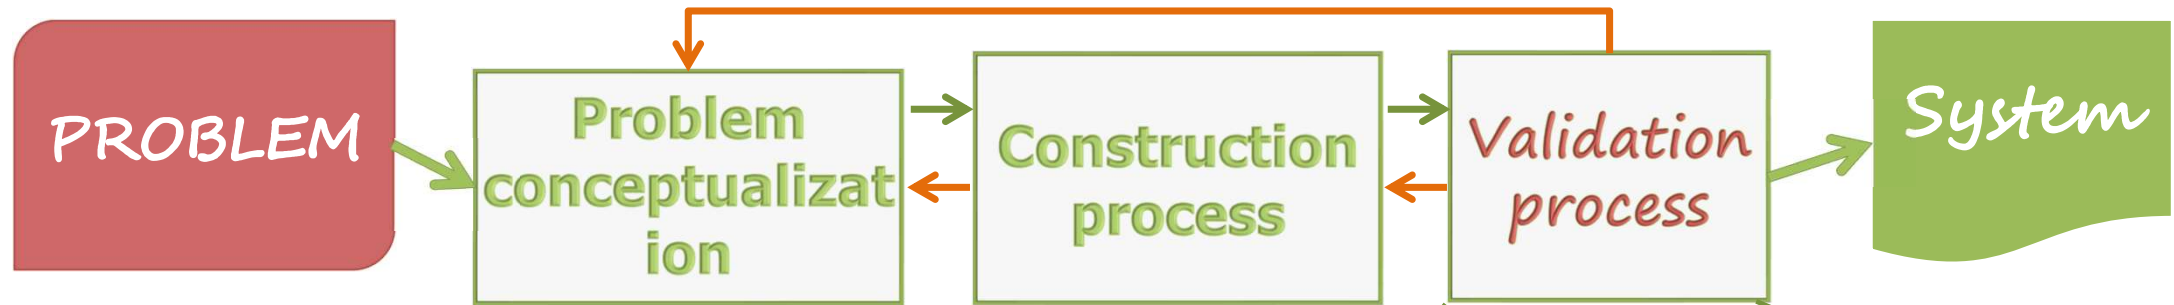 PROBLEM
Problem
conceptualizat
ion
Construction
process
Validation
process
System